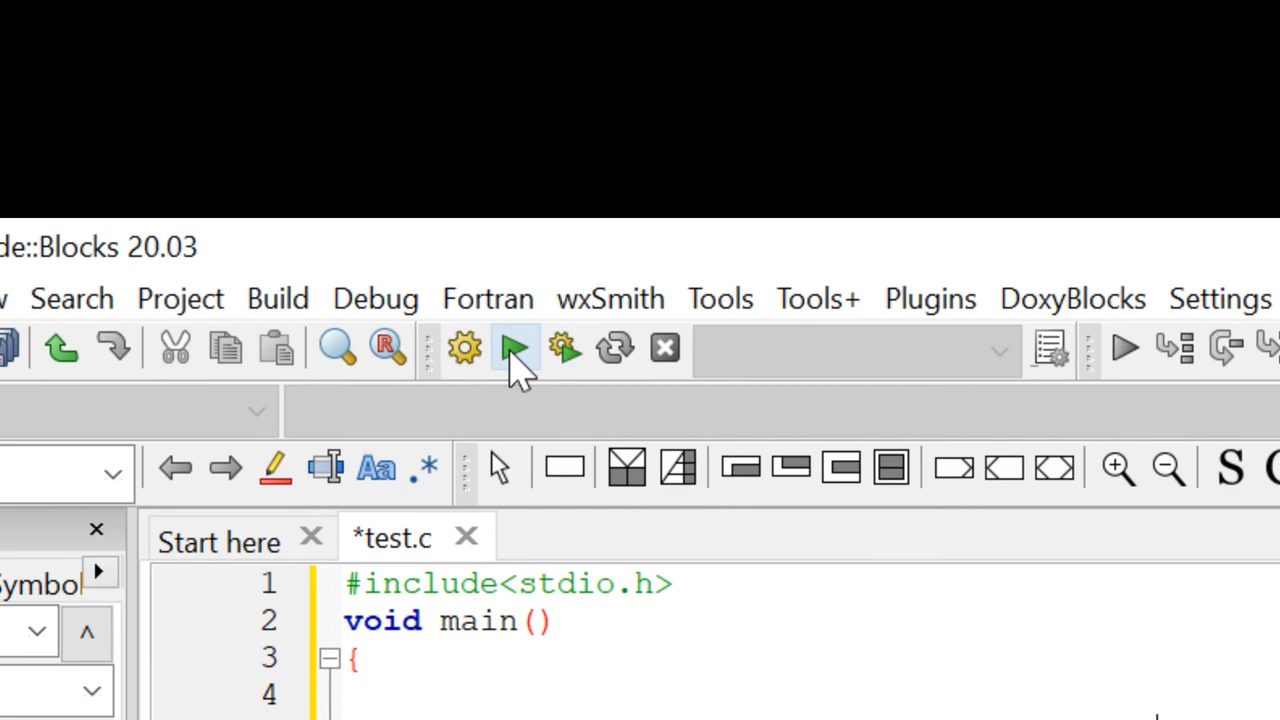 de::Blocks 20.03
w Search Project Build Debug Fortran wxSmith Tools Tools+ Plugins DoxyBlocks Settings
R
Aa .* S
Start here *test.c
Symbol
1 #include<stdio.h>
2 void main()
3 {
4